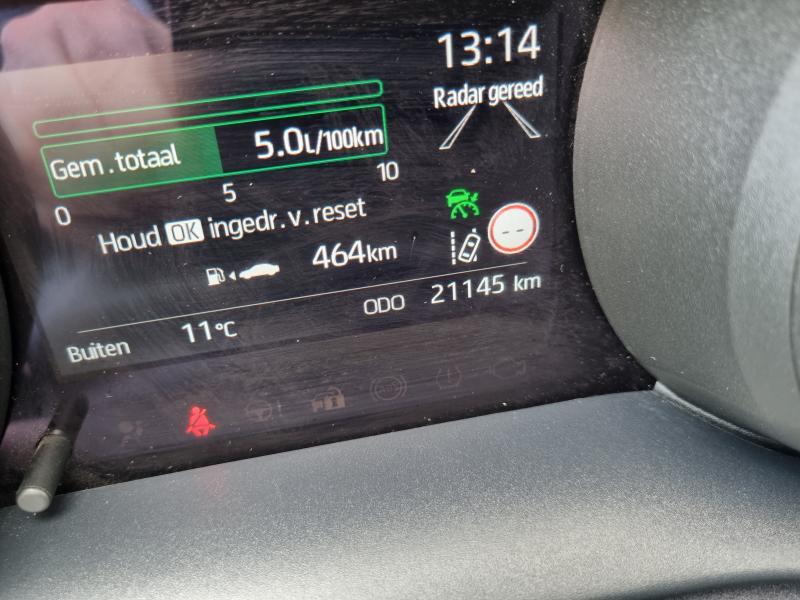 13:14
Radar gereed
Gem.totaal 5.0L/100km
0 5 10
Houd OK ingedr.v.reset
464km
-- 
ODO 21145 km
Buiten 11°C